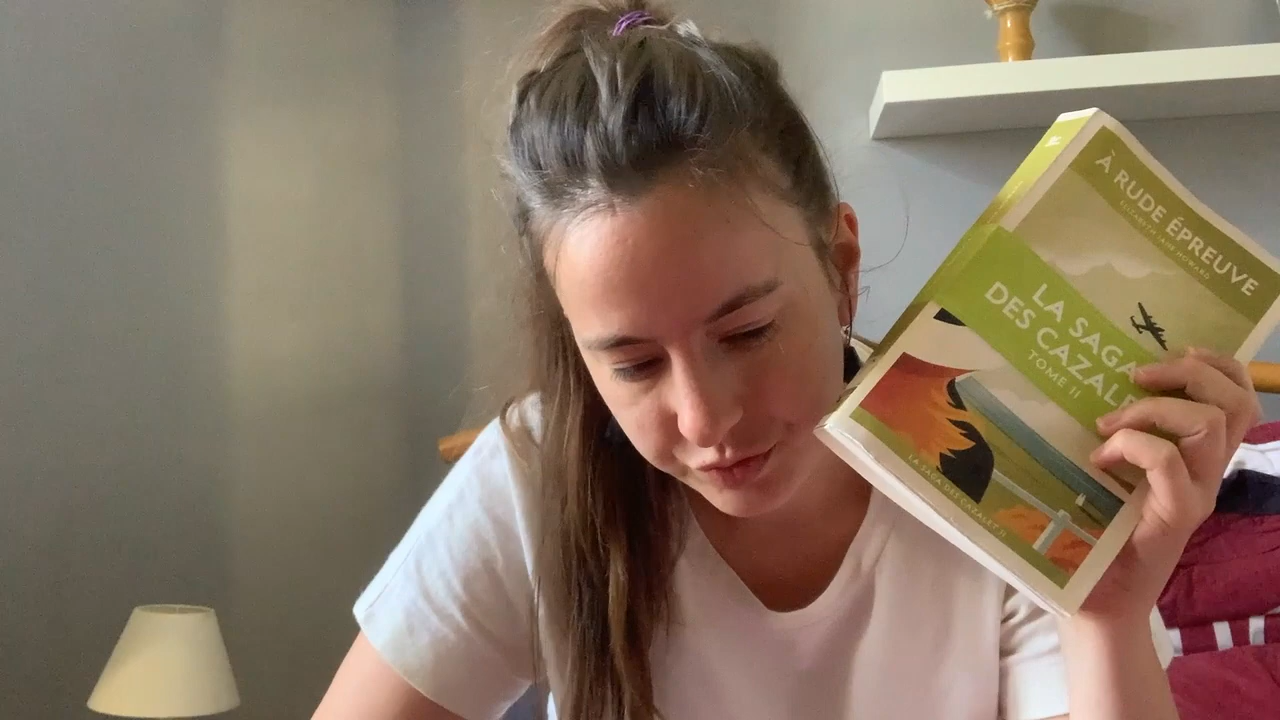 À RUDE ÉPREUVE
ELIZABETH JANE HOWARD
LA SAGA
DES CAZALE
TOME II
LA SAGA DES CAZALET II